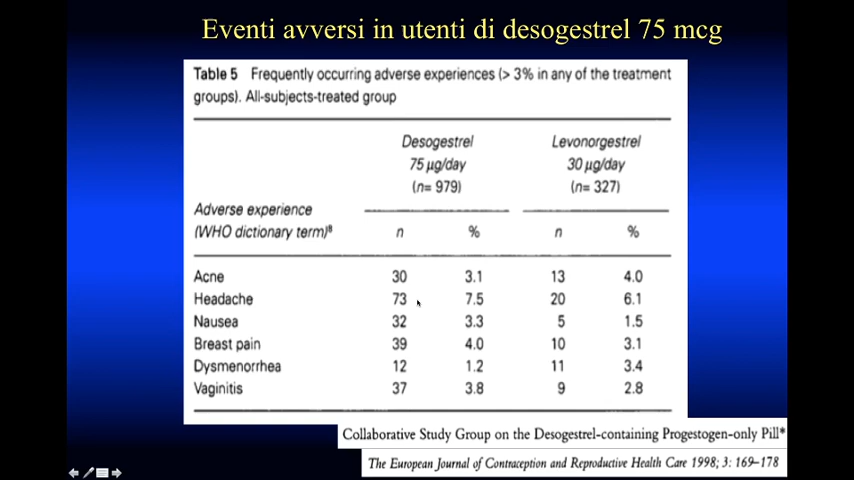 Eventi avversi in utenti di desogestrel 75 mcg
Table 5 Frequently occurring adverse experiences (> 3% in any of the treatment
groups). All-subjects-treated group
Desogestrel Levonorgestrel
75 µg/day 30 µg/day
(n= 979) (n= 327)
Adverse experience
(WHO dictionary term)⁸ n % n %
Acne 30 3.1 13 4.0
Headache 73 7.5 20 6.1
Nausea 32 3.3 5 1.5
Breast pain 39 4.0 10 3.1
Dysmenorrhea 12 1.2 11 3.4
Vaginitis 37 3.8 9 2.8
Collaborative Study Group on the Desogestrel-containing Progestogen-only Pill*
The European Journal of Contraception and Reproductive Health Care 1998; 3: 169–178